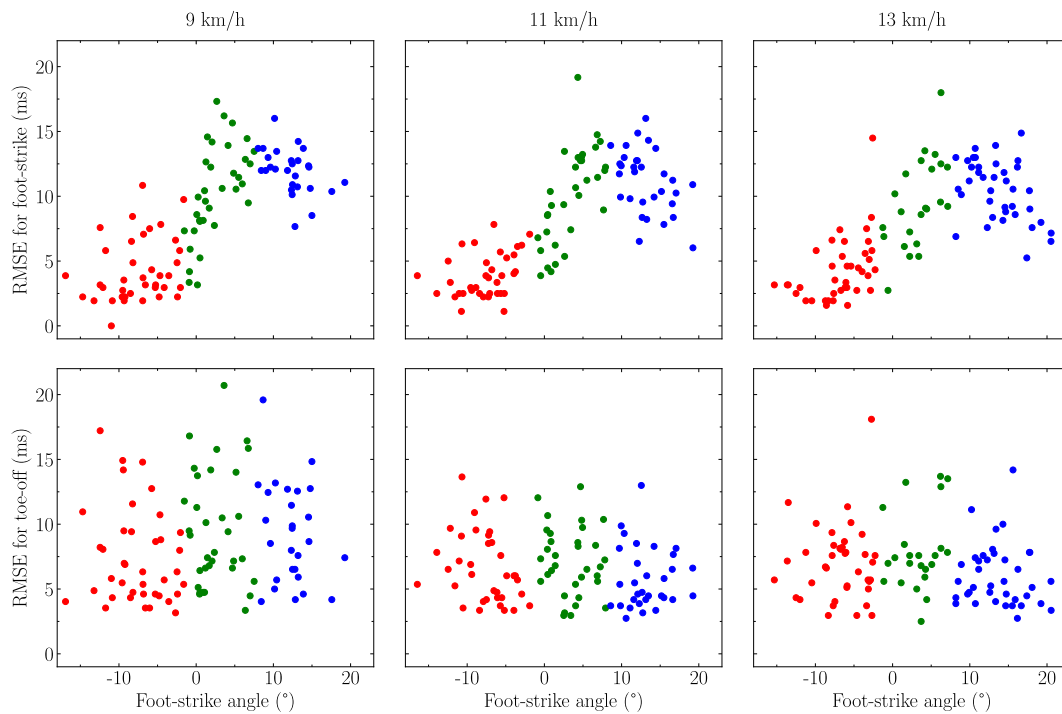 9 km/h 11 km/h 13 km/h
RMSE for foot-strike (ms)
20
15
10
5
0
RMSE for toe-off (ms)
20
15
10
5
0
-10 0 10 20 -10 0 10 20 -10 0 10 20
Foot-strike angle (°) Foot-strike angle (°) Foot-strike angle (°)